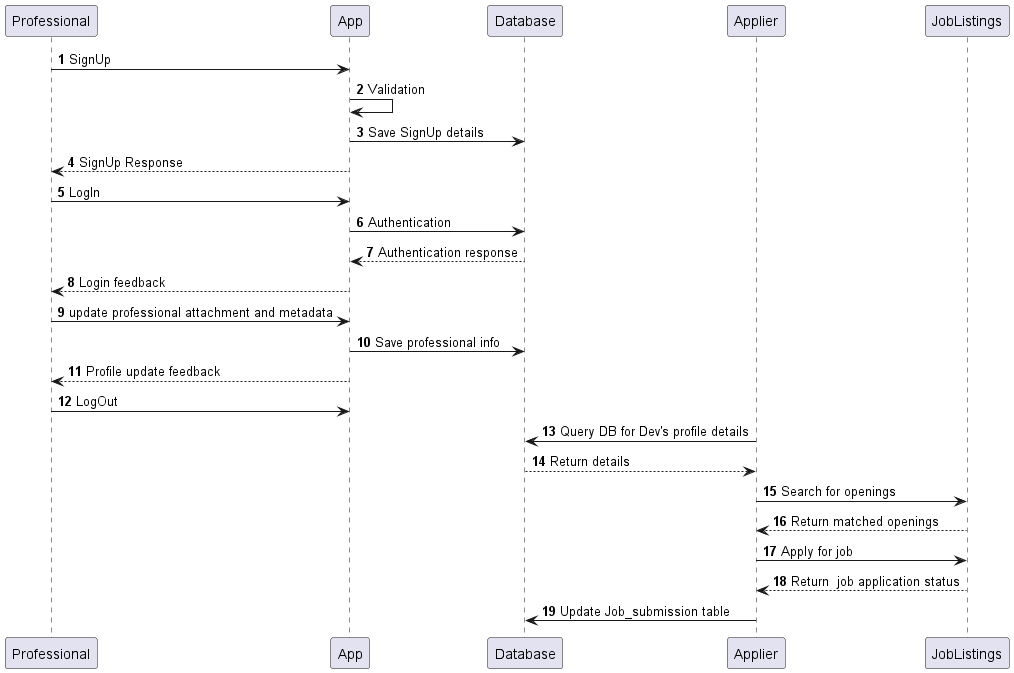 Professional App Database Applier JobListings
1 SignUp
2 Validation
3 Save SignUp details
4 SignUp Response
5 LogIn
6 Authentication
7 Authentication response
8 Login feedback
9 update professional attachment and metadata
10 Save professional info
11 Profile update feedback
12 LogOut
13 Query DB for Dev's profile details
14 Return details
15 Search for openings
16 Return matched openings
17 Apply for job
18 Return  job application status
19 Update Job_submission table
Professional App Database Applier JobListings